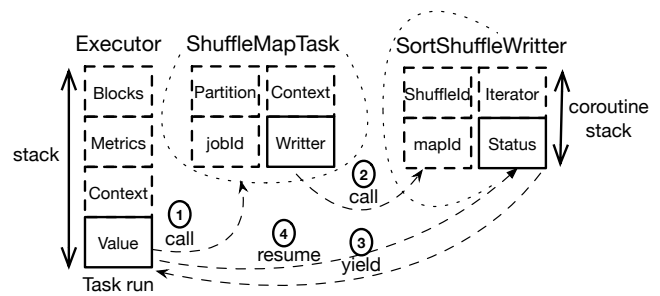 Executor
ShuffleMapTask
SortShuffleWritter
Blocks
Partition
Context
ShuffleId
Iterator
stack
Metrics
jobId
Writter
mapId
Status
coroutine
stack
Context
2
call
1
call
4
resume
3
yield
Value
Task run